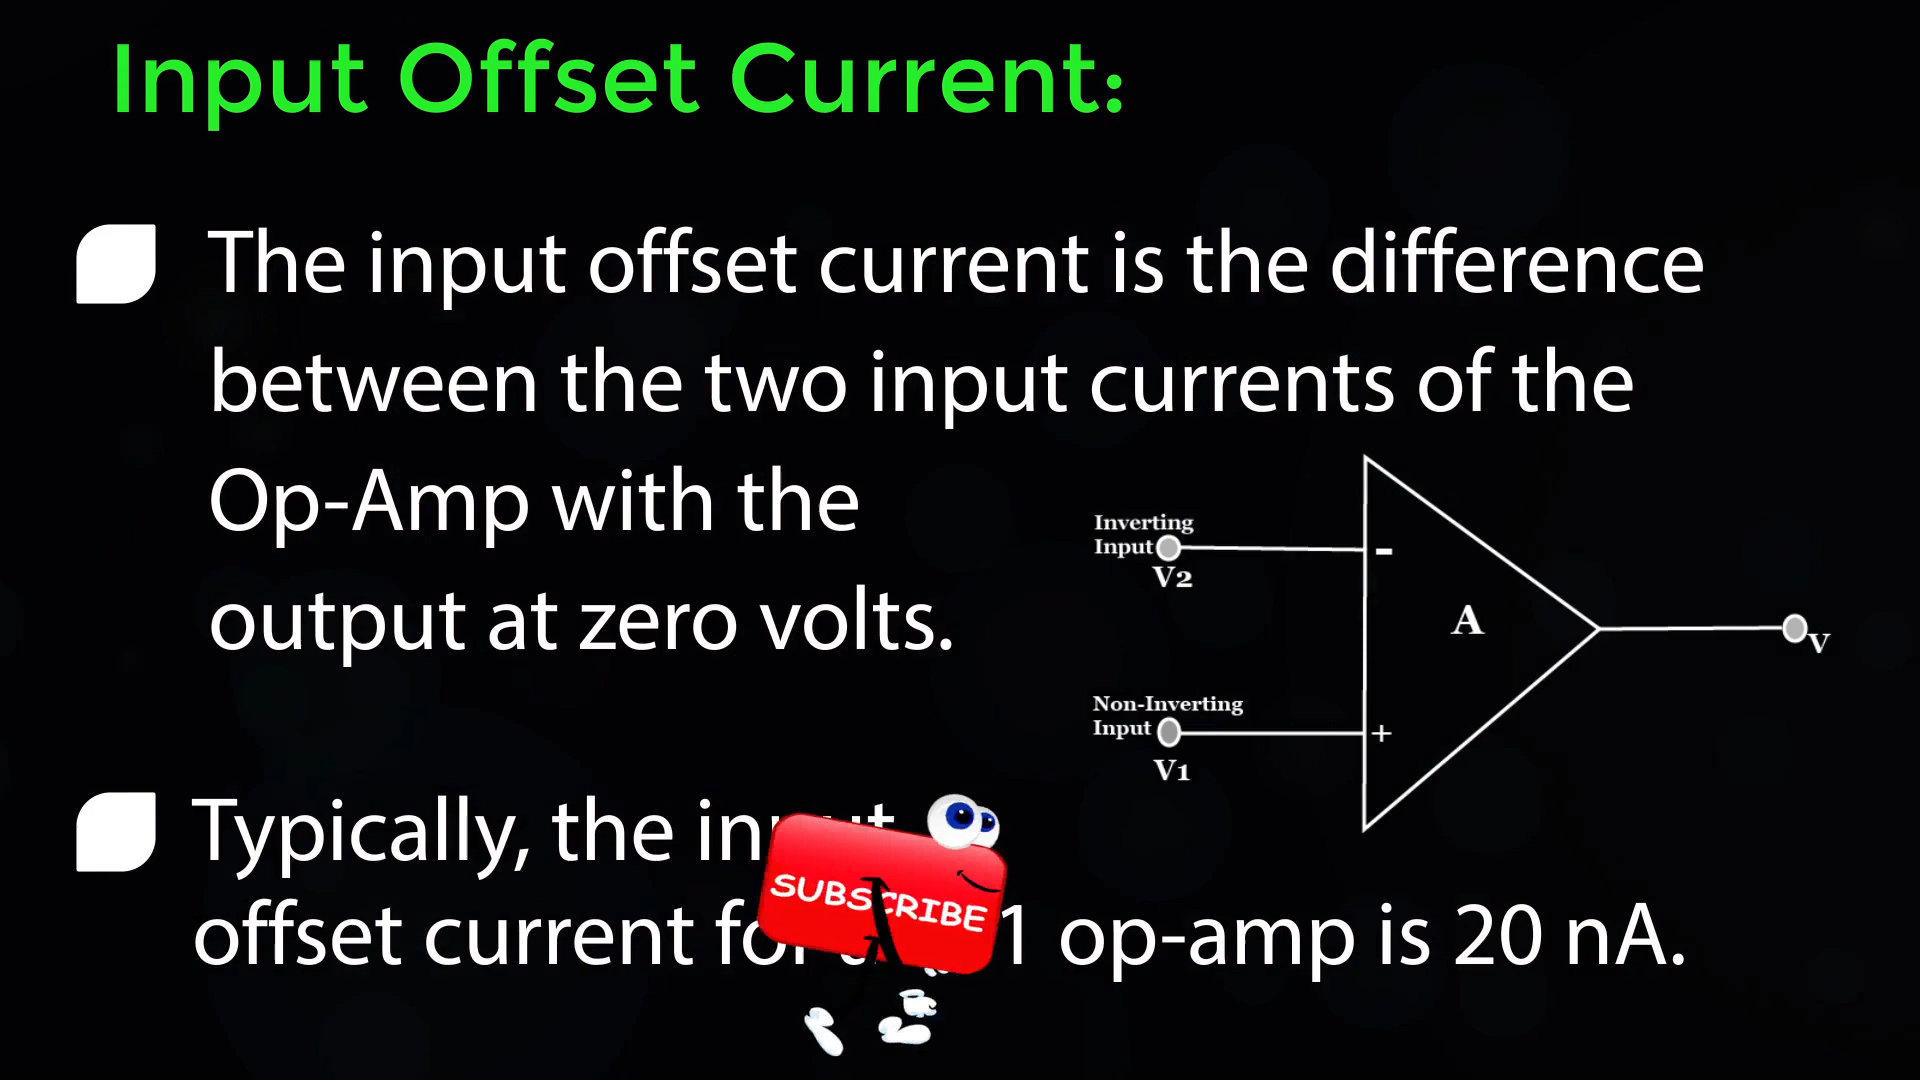 Input Offset Current:
The input offset current is the difference
between the two input currents of the
Op-Amp with the
output at zero volts.
Inverting
Input
V2
-
A
V
Non-Inverting
Input
+
V1
Typically, the input
offset current for 1 op-amp is 20 nA.
SUBSCRIBE